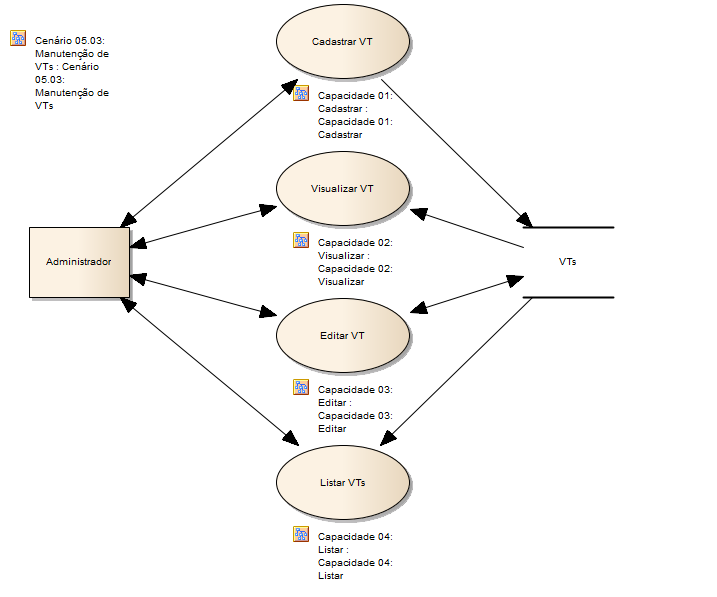 Cenário 05.03:
Manutenção de
VTs : Cenário
05.03:
Manutenção de
VTs
Cadastrar VT
Capacidade 01:
Cadastrar :
Capacidade 01:
Cadastrar
Visualizar VT
Capacidade 02:
Visualizar :
Capacidade 02:
Visualizar
Administrador
VTs
Editar VT
Capacidade 03:
Editar :
Capacidade 03:
Editar
Listar VTs
Capacidade 04:
Listar :
Capacidade 04:
Listar